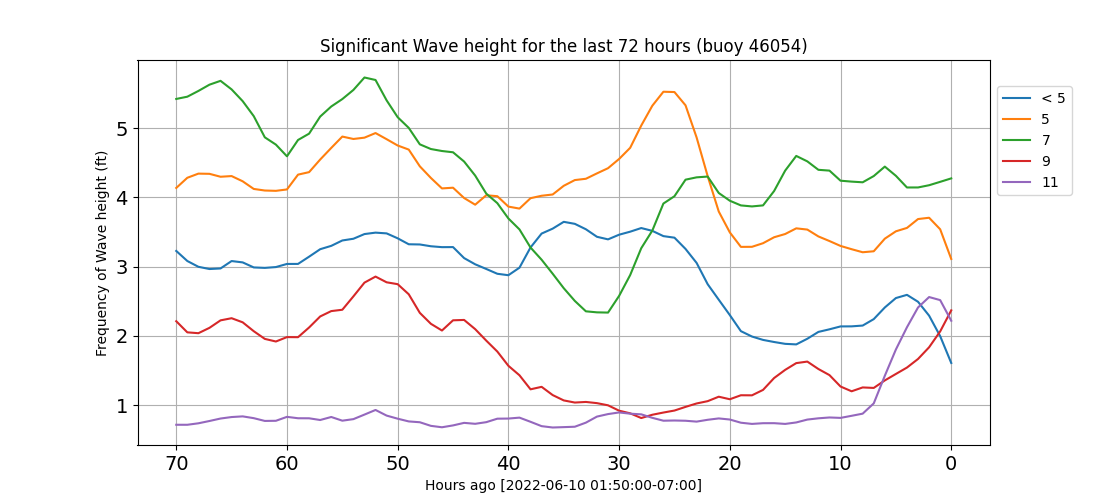 Significant Wave height for the last 72 hours (buoy 46054)
Frequency of Wave height (ft)
5
4
3
2
1
70 60 50 40 30 20 10 0
Hours ago [2022-06-10 01:50:00-07:00]
< 5
5
7
9
11